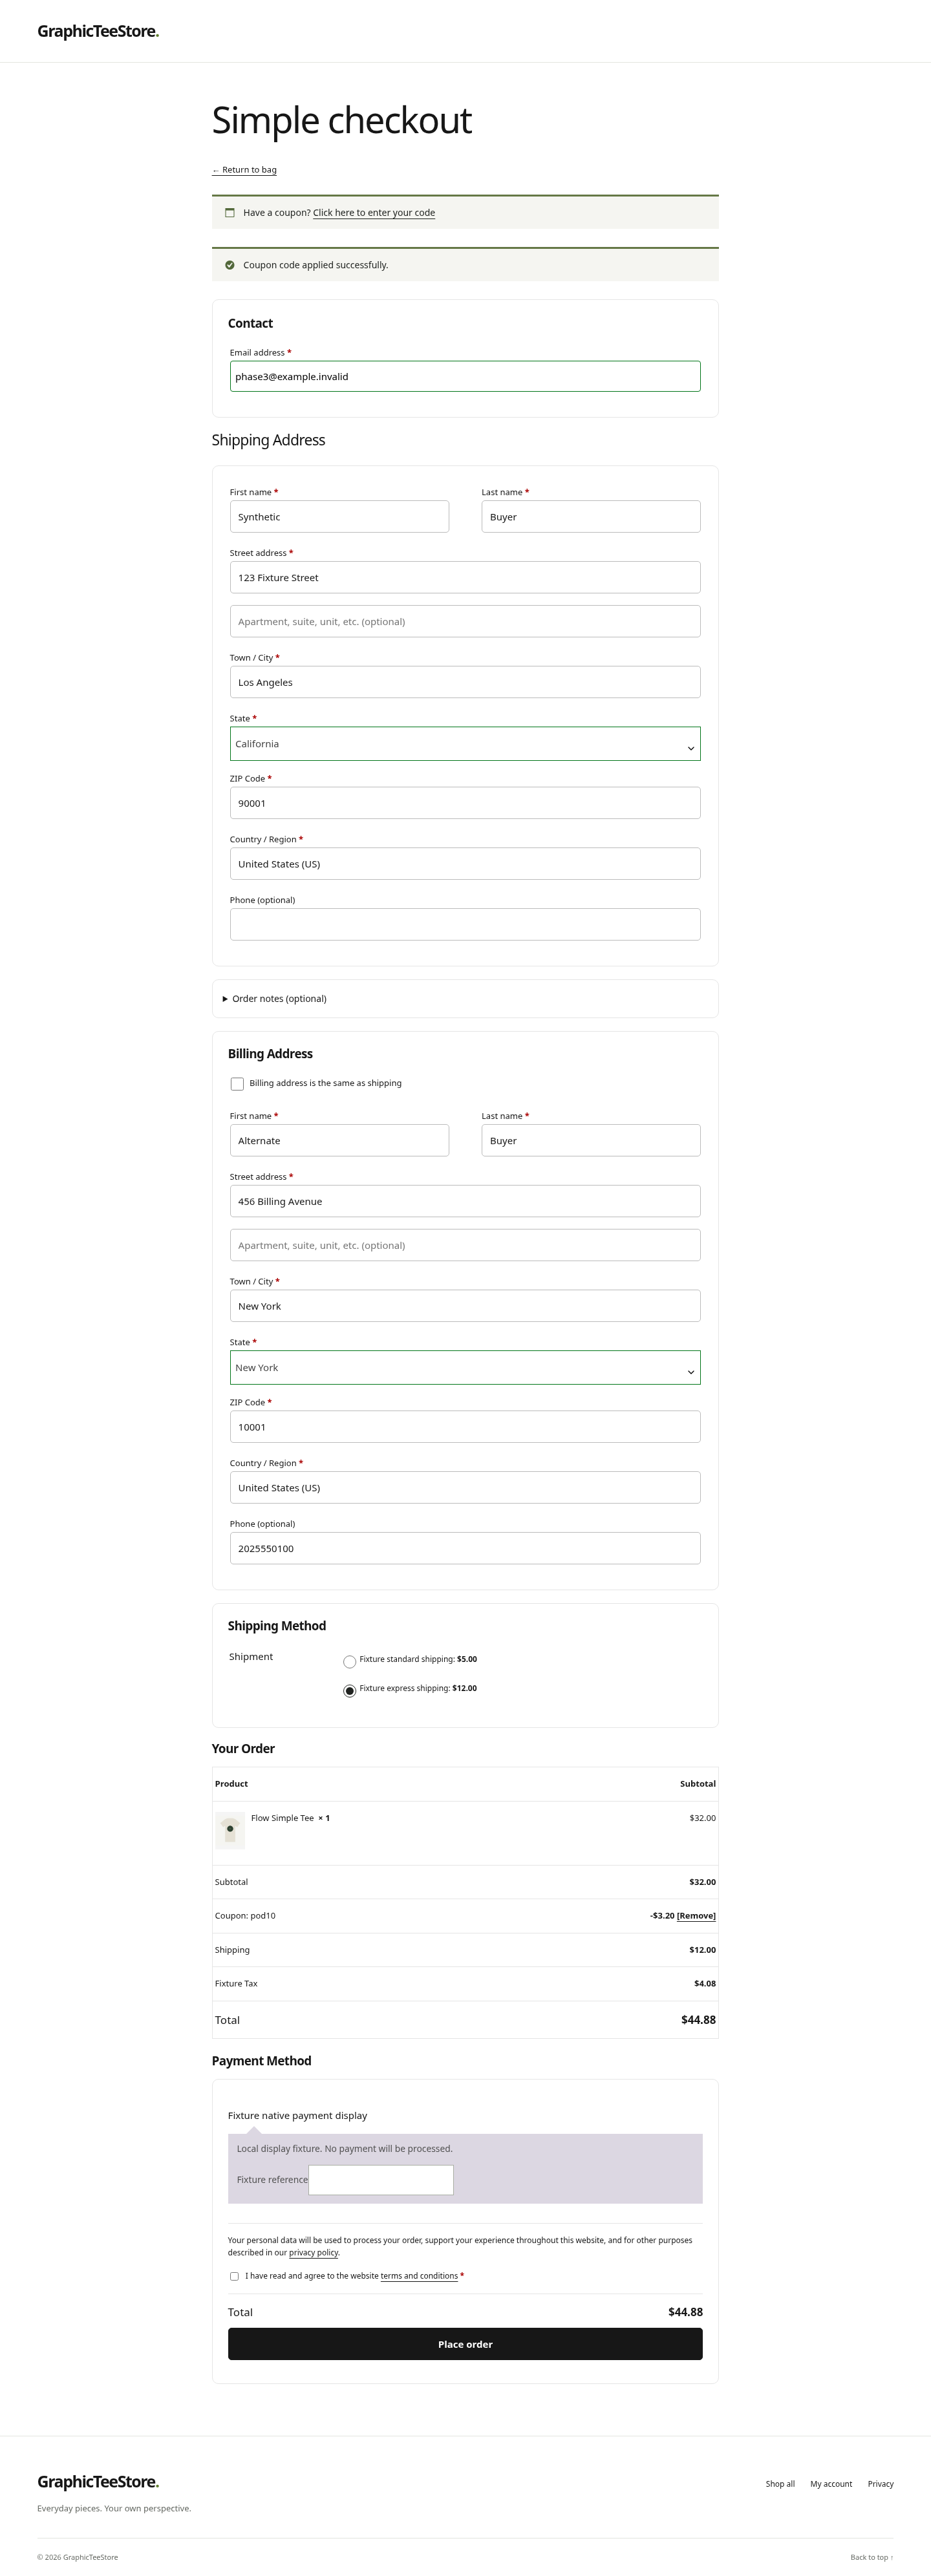 GraphicTeeStore.
Simple checkout
← Return to bag
Have a coupon? Click here to enter your code
Coupon code applied successfully.
Contact
Email address *
phase3@example.invalid
Shipping Address
First name * Last name *
Synthetic Buyer
Street address *
123 Fixture Street
Apartment, suite, unit, etc. (optional)
Town / City *
Los Angeles
State *
California
ZIP Code *
90001
Country / Region *
United States (US)
Phone (optional)
Order notes (optional)
Billing Address
Billing address is the same as shipping
First name * Last name *
Alternate Buyer
Street address *
456 Billing Avenue
Apartment, suite, unit, etc. (optional)
Town / City *
New York
State *
New York
ZIP Code *
10001
Country / Region *
United States (US)
Phone (optional)
2025550100
Shipping Method
Shipment Fixture standard shipping: $5.00
Fixture express shipping: $12.00
Your Order
Product Subtotal
Flow Simple Tee × 1 $32.00
Subtotal $32.00
Coupon: pod10 -$3.20 [Remove]
Shipping $12.00
Fixture Tax $4.08
Total $44.88
Payment Method
Fixture native payment display
Local display fixture. No payment will be processed.
Fixture reference
Your personal data will be used to process your order, support your experience throughout this website, and for other purposes
described in our privacy policy.
I have read and agree to the website terms and conditions *
Total $44.88
Place order
GraphicTeeStore.
Shop all My account Privacy
Everyday pieces. Your own perspective.
© 2026 GraphicTeeStore Back to top ↑